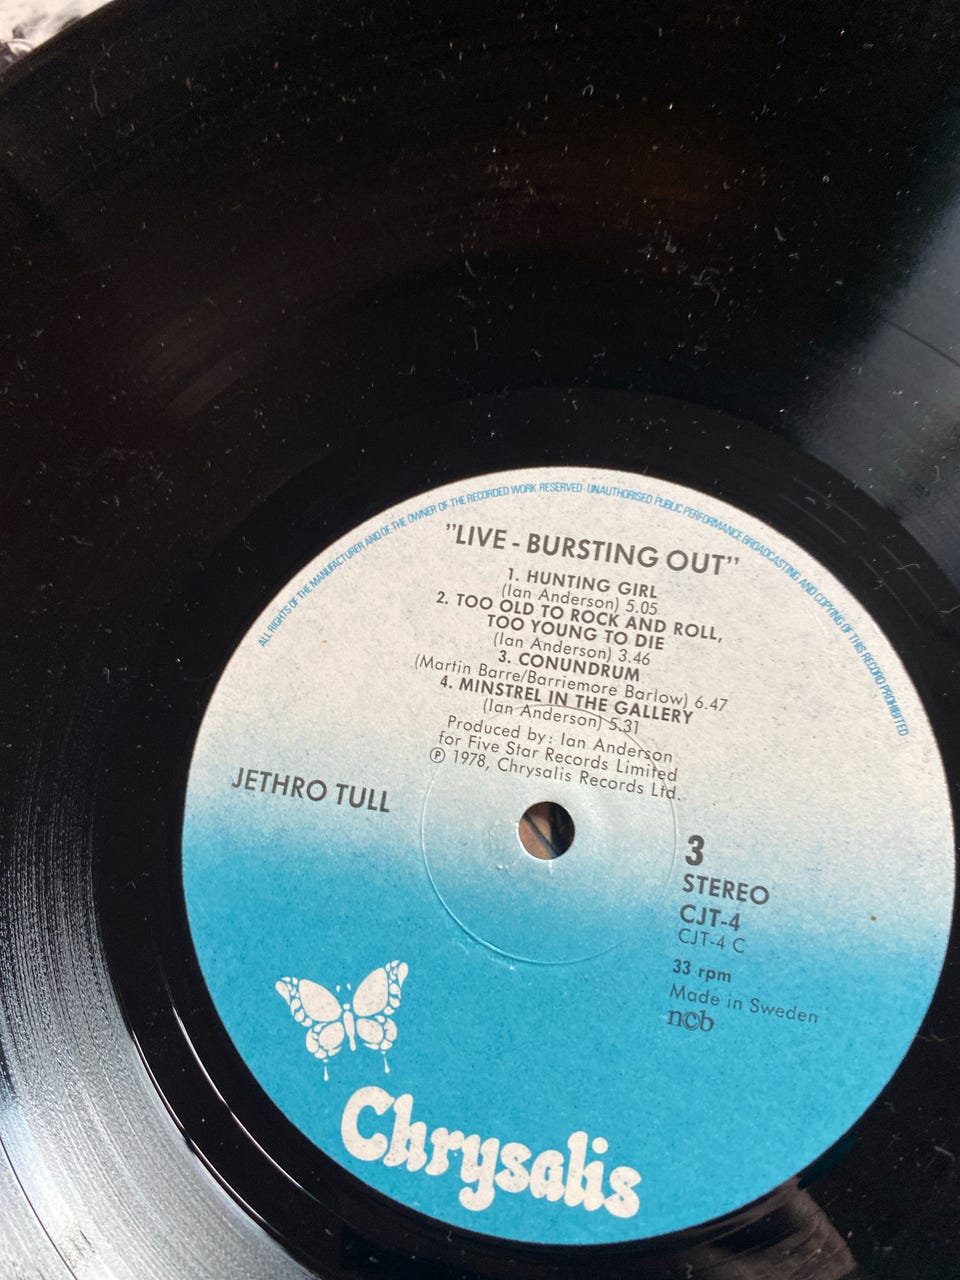 ALL RIGHTS OF THE MANUFACTURER AND OF THE OWNER OF THE RECORDED WORK RESERVED · UNAUTHORISED PUBLIC PERFORMANCE BROADCASTING AND COPYING OF THIS RECORD PROHIBITED
”LIVE - BURSTING OUT”
1. HUNTING GIRL
(Ian Anderson) 5.05
2. TOO OLD TO ROCK AND ROLL,
TOO YOUNG TO DIE
(Ian Anderson) 3.46
3. CONUNDRUM
(Martin Barre/Barriemore Barlow) 6.47
4. MINSTREL IN THE GALLERY
(Ian Anderson) 5.31
Produced by: Ian Anderson
for Five Star Records Limited
Ⓟ 1978, Chrysalis Records Ltd.
JETHRO TULL
3
STEREO
CJT-4
CJT-4 C
33 rpm
Made in Sweden
ncb
Chrysalis